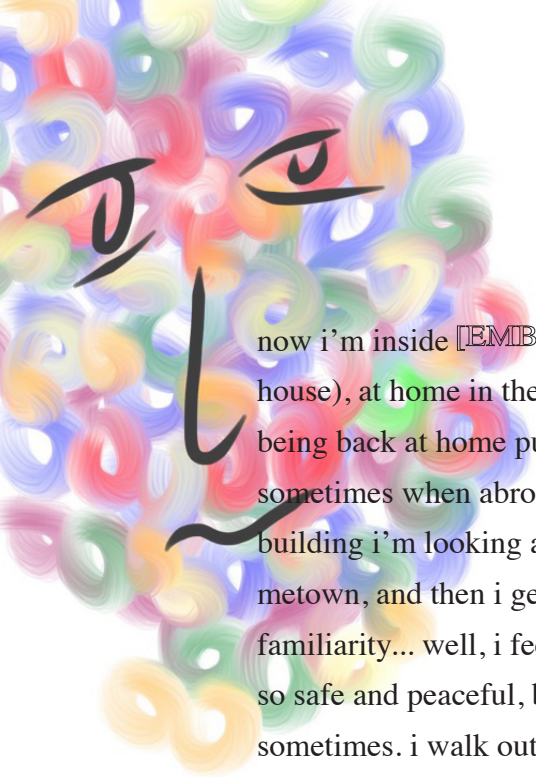 now i’m inside [EMB
house), at home in the
being back at home pu
sometimes when abro
building i’m looking a
metown, and then i ge
familiarity... well, i fee
so safe and peaceful, b
sometimes. i walk out